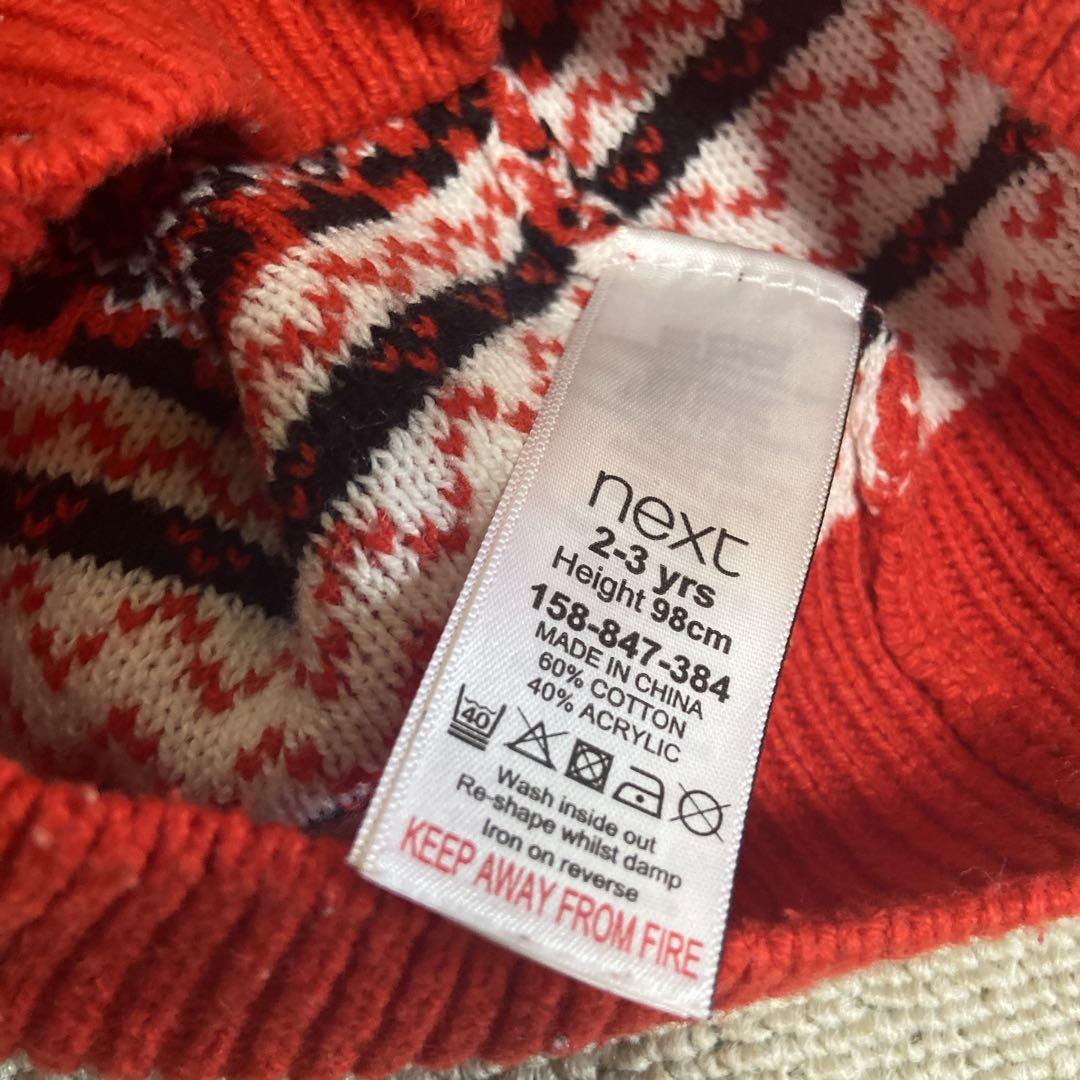 next
2-3 yrs
Height 98cm
158-847-384
MADE IN CHINA
60% COTTON
40% ACRYLIC
40
Wash inside out
Re-shape whilst damp
Iron on reverse
KEEP AWAY FROM FIRE